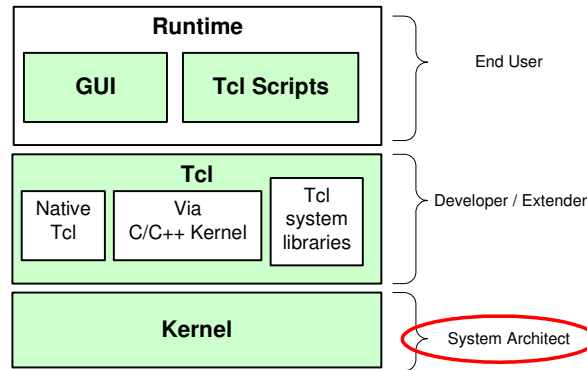 Runtime
GUI
Tcl Scripts
End User
Tcl
Native
Tcl
Via
C/C++ Kernel
Tcl
system
libraries
Developer / Extender
Kernel
System Architect